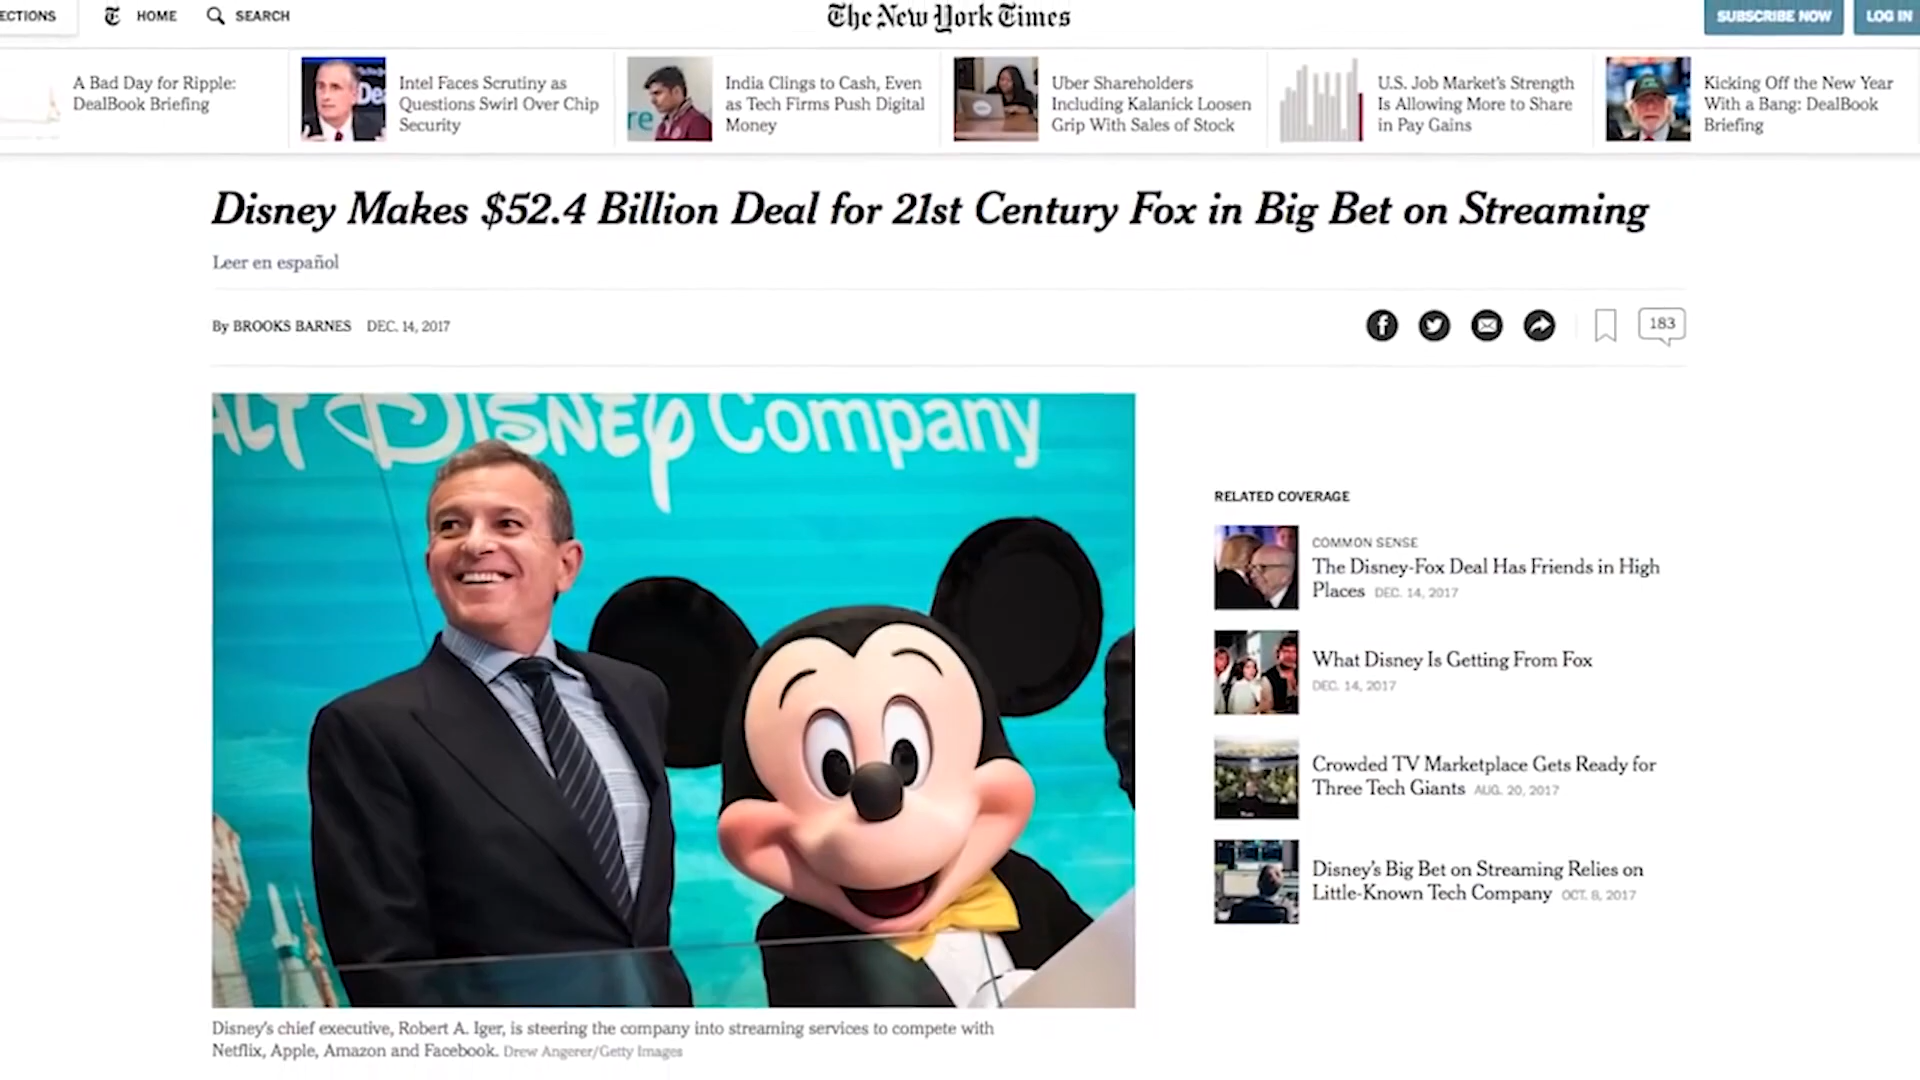 ECTIONS
HOME
SEARCH
The New York Times
SUBSCRIBE NOW
LOG IN
A Bad Day for Ripple:
DealBook Briefing
Intel Faces Scrutiny as
Questions Swirl Over Chip
Security
India Clings to Cash, Even
as Tech Firms Push Digital
Money
Uber Shareholders
Including Kalanick Loosen
Grip With Sales of Stock
U.S. Job Market's Strength
Is Allowing More to Share
in Pay Gains
Kicking Off the New Year
With a Bang: DealBook
Briefing
Disney Makes $52.4 Billion Deal for 21st Century Fox in Big Bet on Streaming
Leer en español
By BROOKS BARNES DEC. 14, 2017
183
ALT DISNEY Company
RELATED COVERAGE
COMMON SENSE
The Disney-Fox Deal Has Friends in High
Places DEC. 14, 2017
What Disney Is Getting From Fox
DEC. 14, 2017
Crowded TV Marketplace Gets Ready for
Three Tech Giants AUG. 20, 2017
Disney's Big Bet on Streaming Relies on
Little-Known Tech Company OCT. 8, 2017
Disney's chief executive, Robert A. Iger, is steering the company into streaming services to compete with
Netflix, Apple, Amazon and Facebook. Drew Angerer/Getty Images